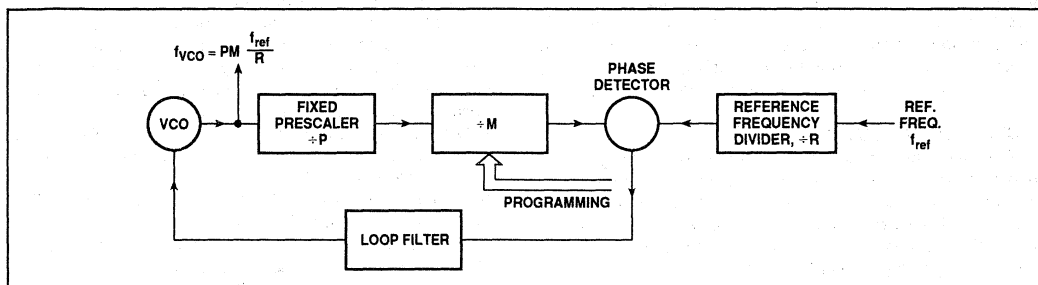 f_VCO = PM f_ref/R
VCO
FIXED
PRESCALER
÷P
÷M
PHASE
DETECTOR
REFERENCE
FREQUENCY
DIVIDER, ÷R
REF.
FREQ.
f_ref
PROGRAMMING
LOOP FILTER